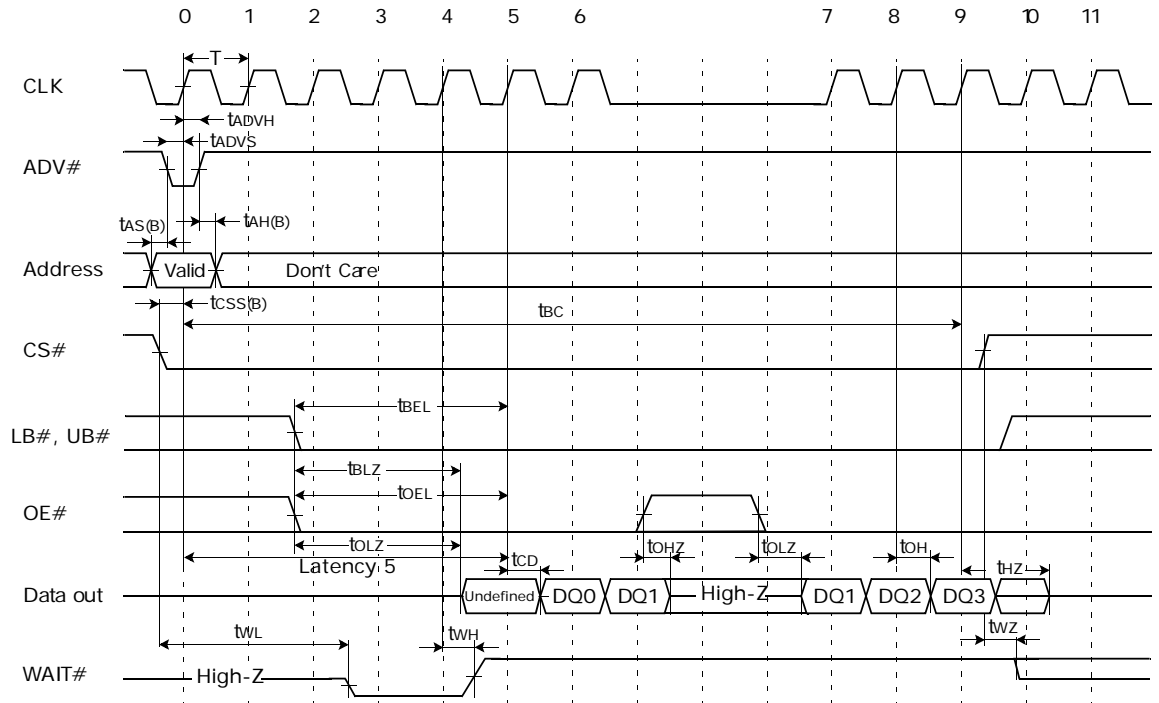 0 1 2 3 4 5 6 7 8 9 10 11
T
CLK
tADVH
tADVS
ADV#
tAS(B)
tAH(B)
Address
Valid
Don't Care
tCSS(B)
tBC
CS#
tBEL
LB#, UB#
tBLZ
tOEL
OE#
tOLZ
tOHZ
tOLZ
tOH
Latency 5
tCD
tHZ
Data out
Undefined
DQ0
DQ1
High-Z
DQ1
DQ2
DQ3
tWL
tWH
tWZ
WAIT#
High-Z